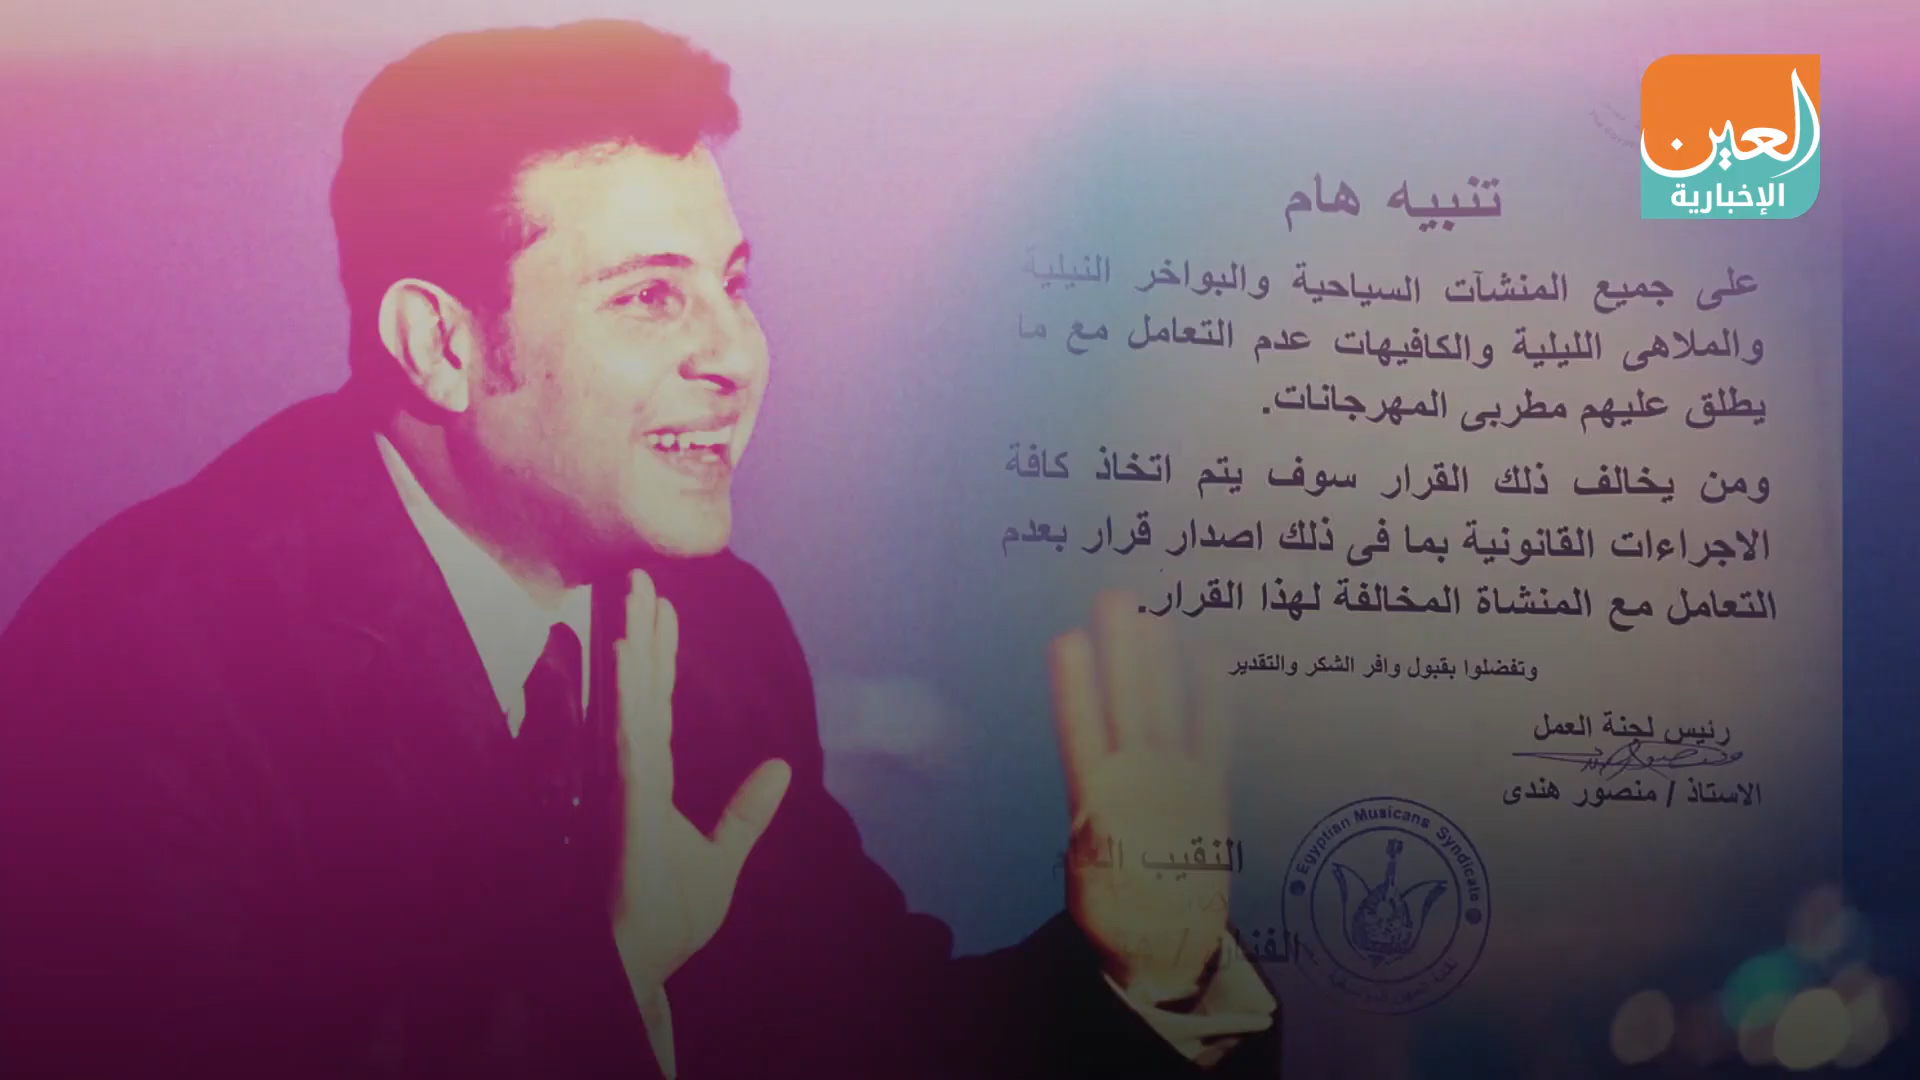 العين
الإخبارية
تنبيه هام
على جميع المنشآت السياحية والبواخر النيلية
والملاهى الليلية والكافيهات عدم التعامل مع ما
يطلق عليهم مطربى المهرجانات.
ومن يخالف ذلك القرار سوف يتم اتخاذ كافة
الاجراءات القانونية بما فى ذلك اصدار قرار بعدم
التعامل مع المنشاة المخالفة لهذا القرار.
وتفضلوا بقبول وافر الشكر والتقدير
رئيس لجنة العمل
الاستاذ / منصور هندى
النقيب العام
الفنان /
Egyptian Musicans Syndicate